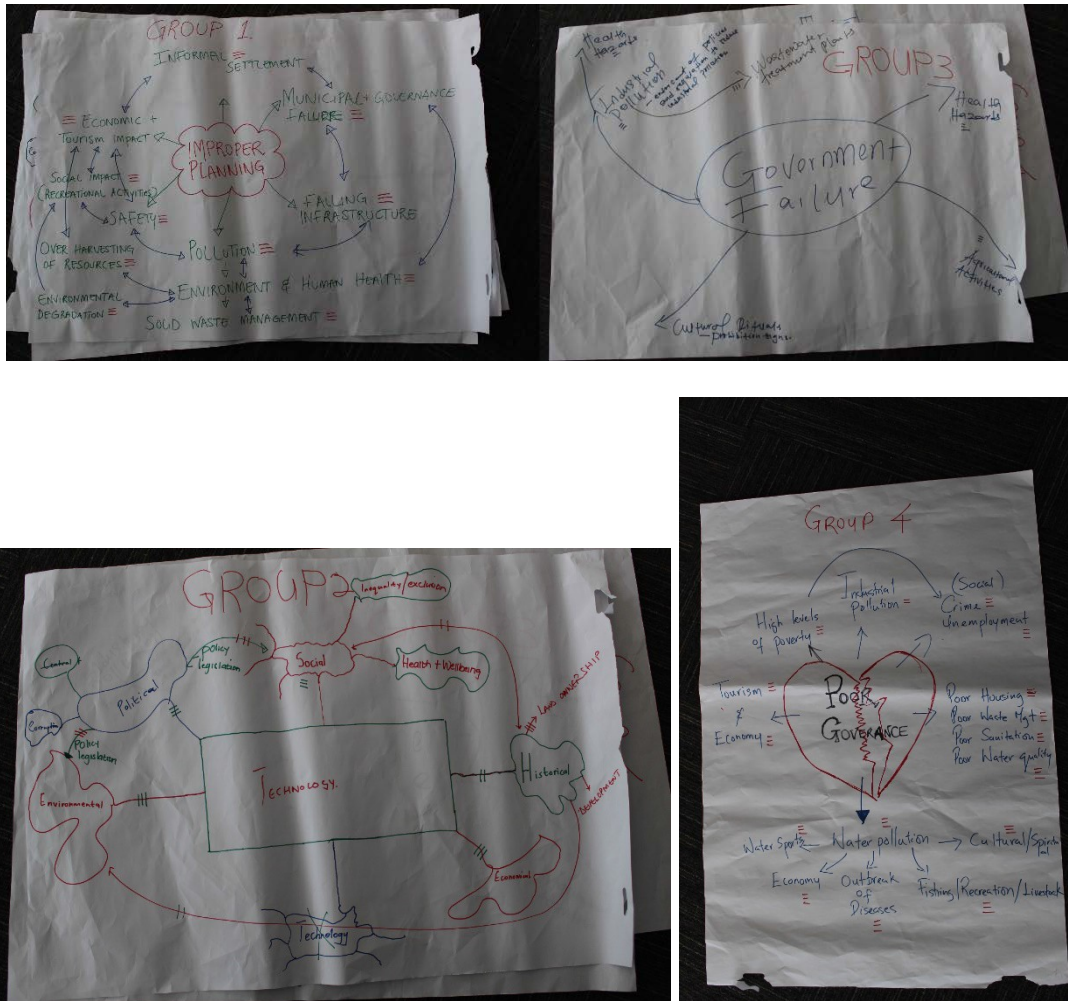 GROUP 1
INFORMAL
SETTLEMENT
MUNICIPAL + GOVERNANCE
FAILURE
ECONOMIC +
TOURISM IMPACT
IMPROPER
PLANNING
SOCIAL IMPACT
(RECREATIONAL ACTIVITIES)
SAFETY
FALLING
INFRASTRUCTURE
OVER HARVESTING
OF RESOURCES
POLLUTION
ENVIRONMENT & HUMAN HEALTH
ENVIRONMENTAL
DEGRADATION
SOLID WASTE MANAGEMENT
GROUP 3
Health
Hazards
Industrial
Pollution
Wastewater
treatment plants
Health
Hazards
Government
Failure
Agricultural
Activities
Cultural Rituals
GROUP 2
Inequality/exclusion
Social
Health + Wellbeing
policy
legislation
Political
Policy
legislation
Environmental
TECHNOLOGY.
LAND OWNERSHIP
Historical
DEVELOPMENT
Economical
Technology
GROUP 4
Industrial
Pollution
(Social)
Crime
Unemployment
High levels
of poverty
Tourism
&
Economy
POOR
GOVERANCE
Poor Housing
Poor Waste Mgt
Poor Sanitation
Poor Water quality
Water Sports
Water pollution
Cultural/Spiritual
Economy
Outbreak
of
Diseases
Fishing/Recreation/Livestock